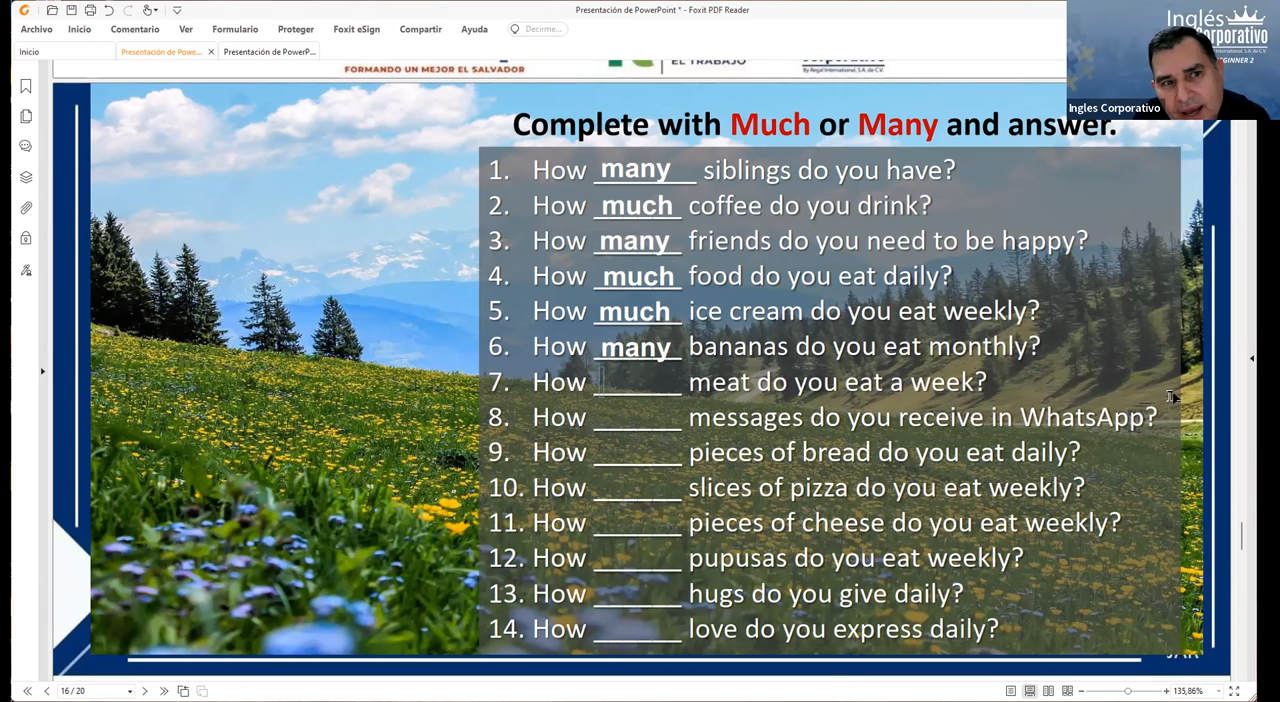 Presentación de PowerPoint * - Foxit PDF Reader
Archivo Inicio Comentario Ver Formulario Proteger Foxit eSign Compartir Ayuda Decirme...
Inicio Presentación de Powe... Presentación de PowerP...
Inglés
Corporativo
BEGINNER 2
Ingles Corporativo
FORMANDO UN MEJOR EL SALVADOR
EL TRABAJO
By Regal International, S.A. de C.V.
Complete with Much or Many and answer.
1. How many siblings do you have?
2. How much coffee do you drink?
3. How many friends do you need to be happy?
4. How much food do you eat daily?
5. How much ice cream do you eat weekly?
6. How many bananas do you eat monthly?
7. How ______ meat do you eat a week?
8. How ______ messages do you receive in WhatsApp?
9. How ______ pieces of bread do you eat daily?
10. How ______ slices of pizza do you eat weekly?
11. How ______ pieces of cheese do you eat weekly?
12. How ______ pupusas do you eat weekly?
13. How ______ hugs do you give daily?
14. How ______ love do you express daily?
16 / 20
135,86%